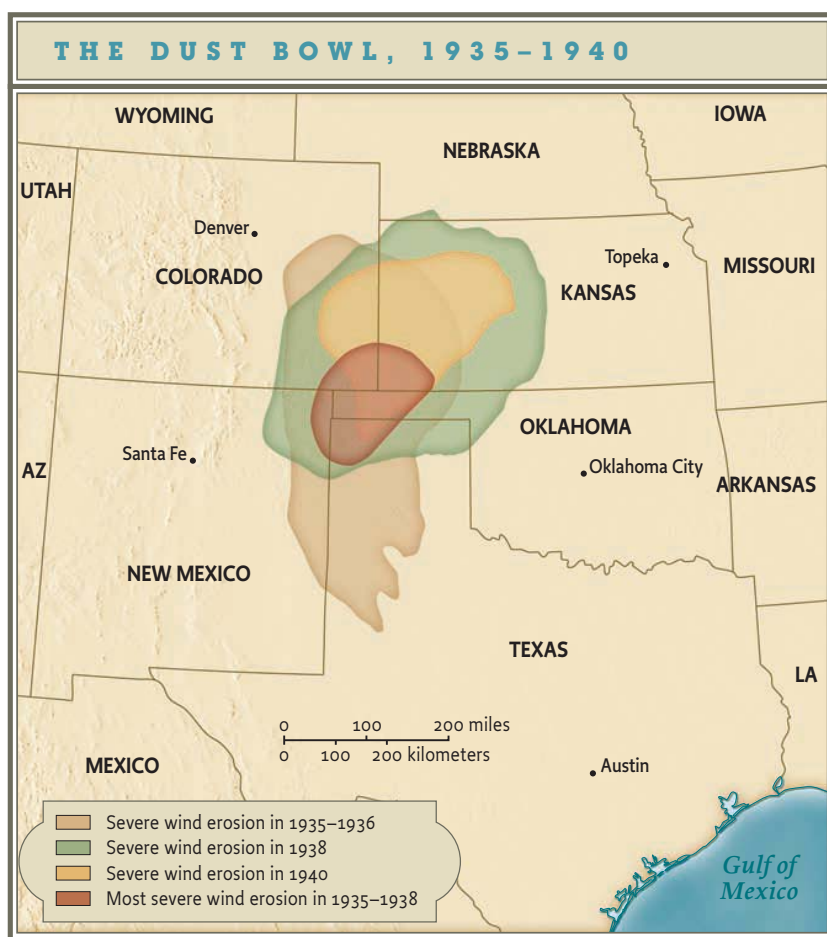 THE DUST BOWL, 1935–1940
WYOMING
IOWA
NEBRASKA
UTAH
Denver
COLORADO
Topeka
KANSAS
MISSOURI
OKLAHOMA
Santa Fe
Oklahoma City
AZ
ARKANSAS
NEW MEXICO
TEXAS
LA
0 100 200 miles
0 100 200 kilometers
MEXICO
Austin
Severe wind erosion in 1935–1936
Severe wind erosion in 1938
Severe wind erosion in 1940
Most severe wind erosion in 1935–1938
Gulf of
Mexico